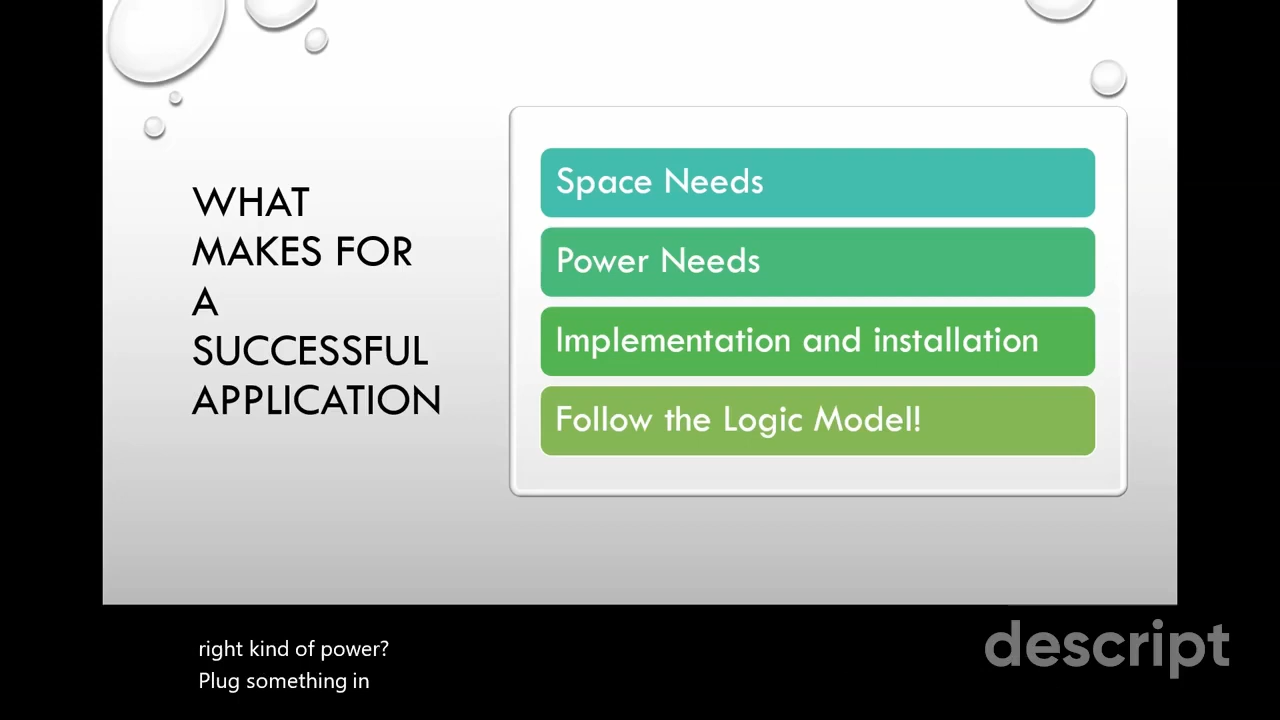 WHAT
MAKES FOR
A
SUCCESSFUL
APPLICATION
Space Needs
Power Needs
Implementation and installation
Follow the Logic Model!
right kind of power?
Plug something in
descript